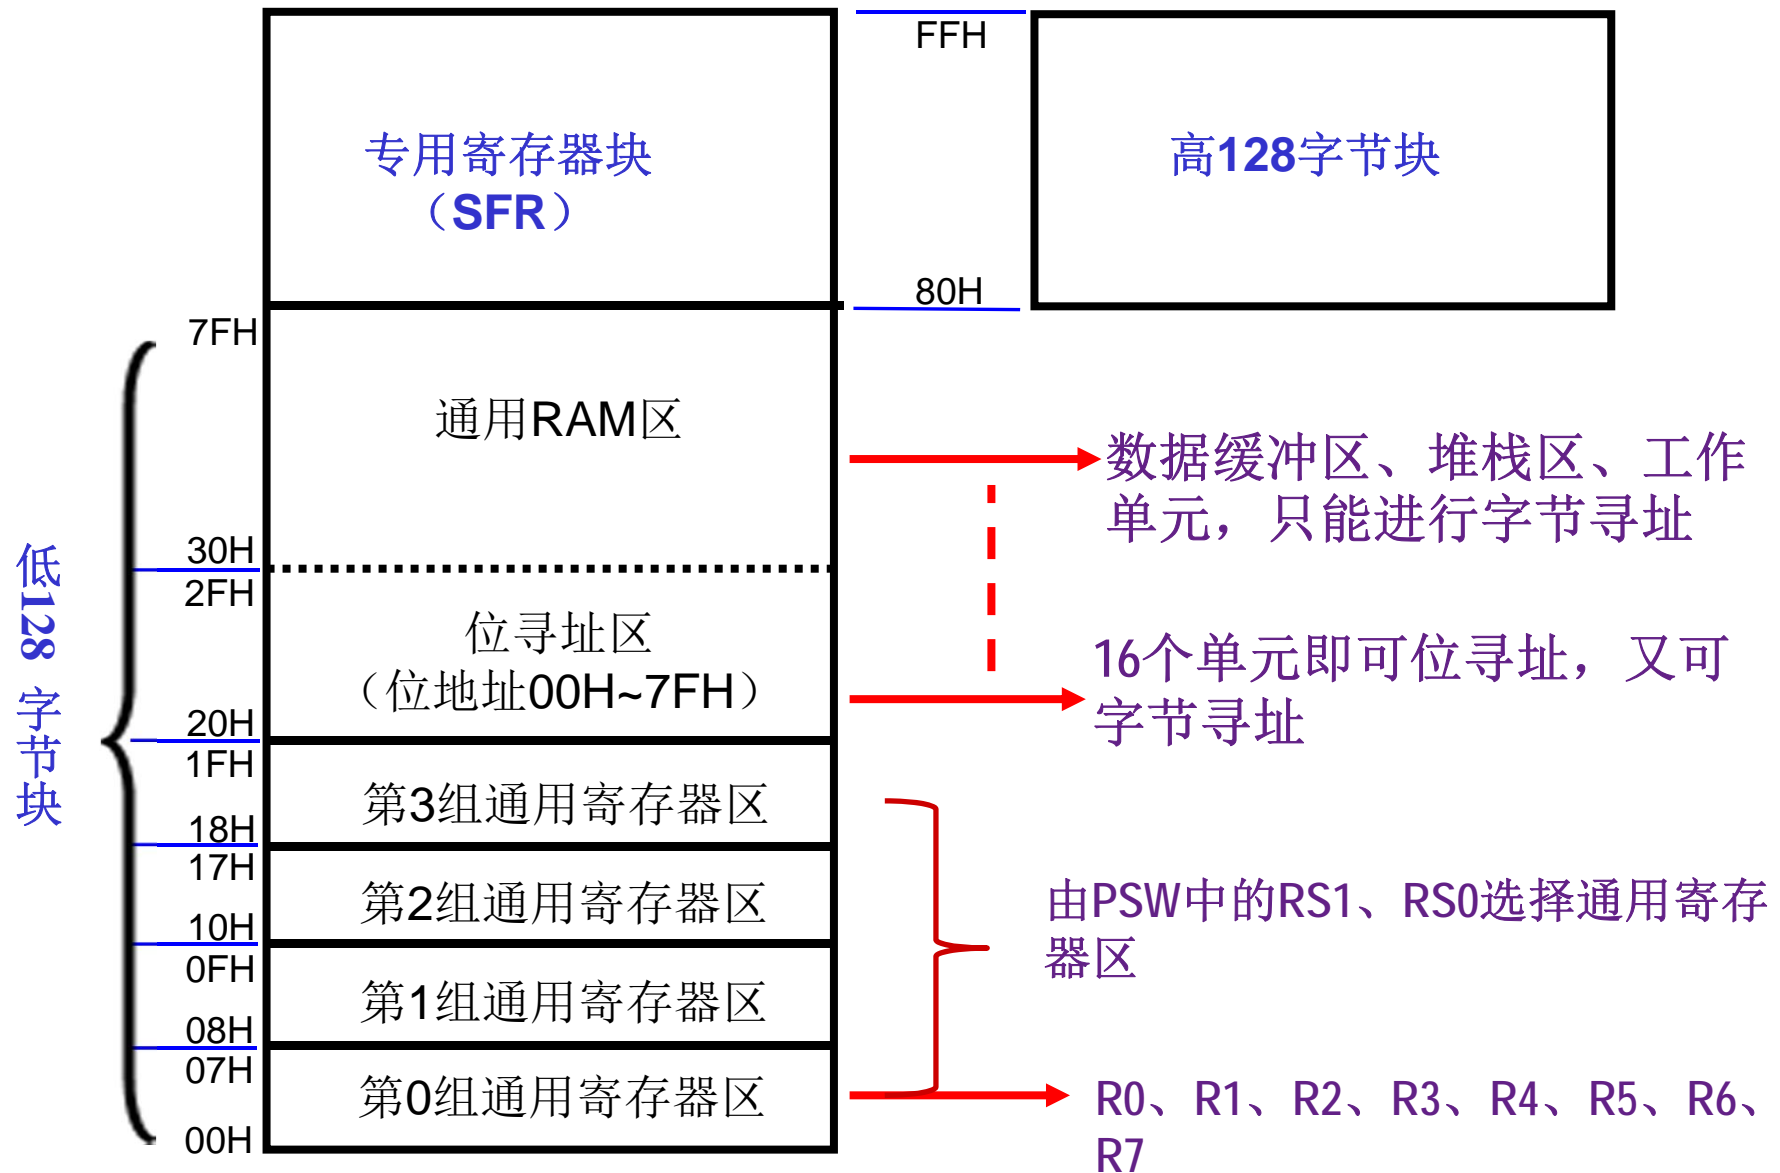 FFH
专用寄存器块
（SFR）
高128字节块
80H
7FH
通用RAM区
数据缓冲区、堆栈区、工作
单元，只能进行字节寻址
30H
2FH
低128 字节块
位寻址区
（位地址00H~7FH）
16个单元即可位寻址，又可
字节寻址
20H
1FH
第3组通用寄存器区
18H
17H
第2组通用寄存器区
由PSW中的RS1、RS0选择通用寄存
器区
10H
0FH
第1组通用寄存器区
08H
07H
第0组通用寄存器区
R0、R1、R2、R3、R4、R5、R6、
R7
00H